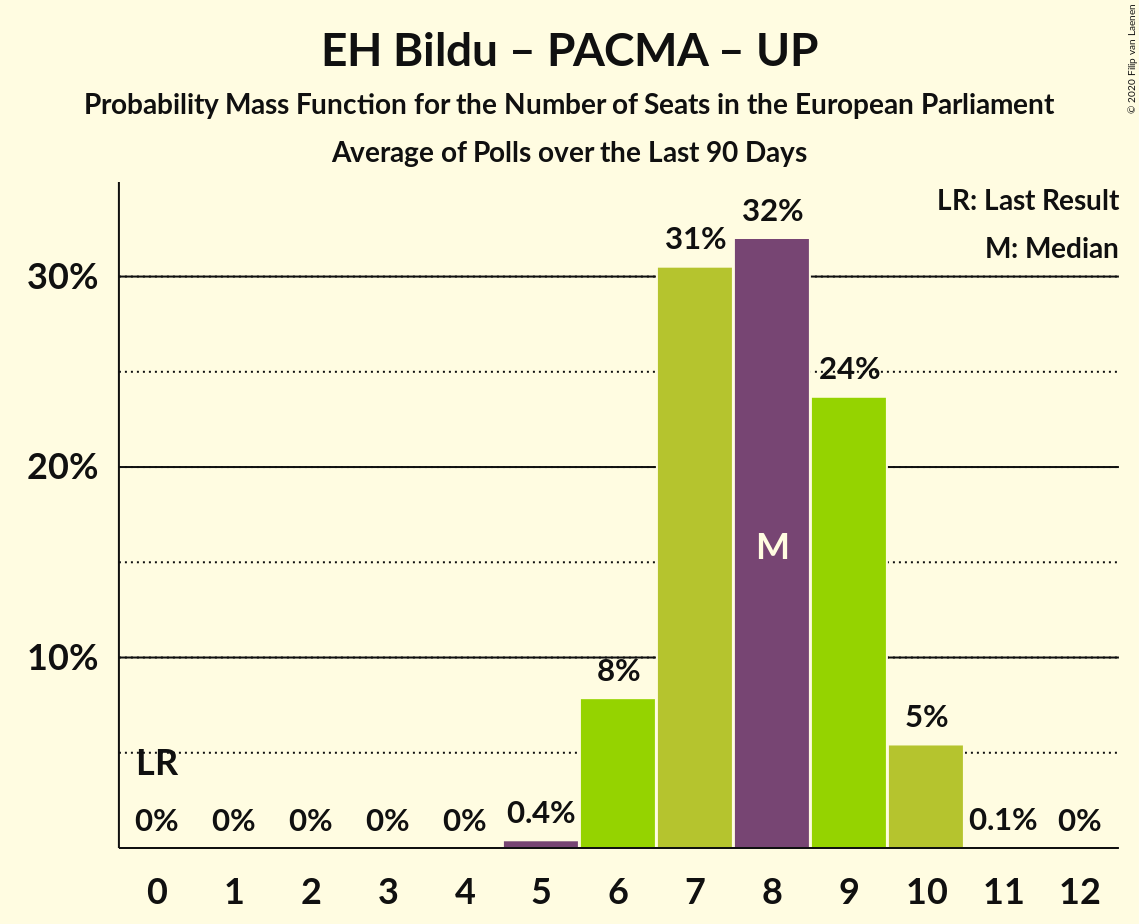 EH Bildu – PACMA – UP
Probability Mass Function for the Number of Seats in the European Parliament
Average of Polls over the Last 90 Days
© 2020 Filip van Laenen
LR: Last Result
M: Median
30%
20%
10%
LR
0%
0%
0%
0%
0%
0.4%
8%
31%
32%
M
24%
5%
0.1%
0%
0 1 2 3 4 5 6 7 8 9 10 11 12